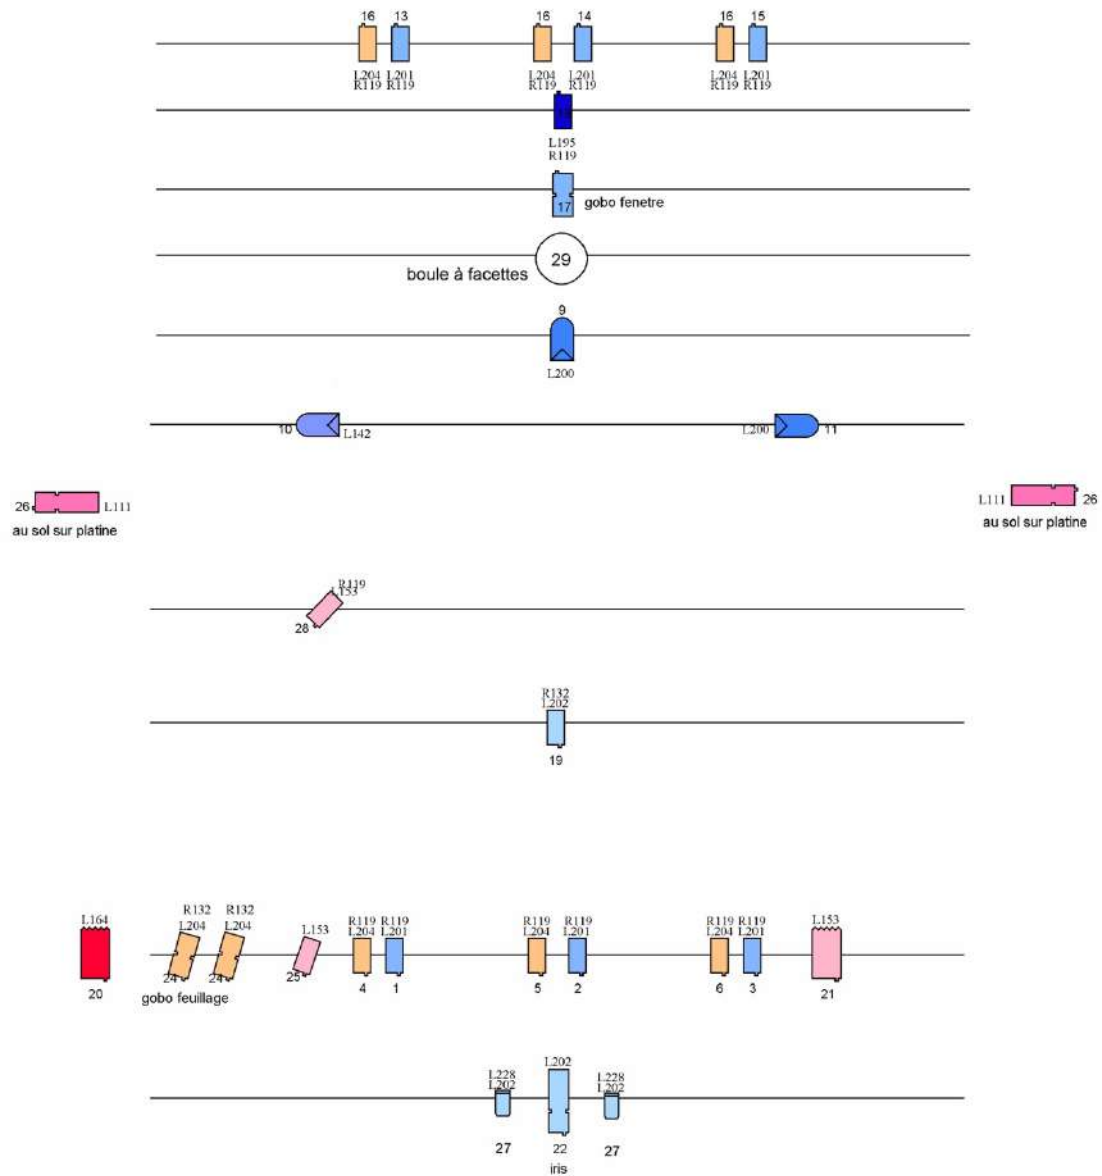 16 13 16 14 16 15
L204 L201 L204 L201 L204 L201
R119 R119 R119 R119 R119 R119
L195
R119
17 gobo fenetre
29
boule à facettes
9
L200
10 L142 L200 11
26 L111 L111 26
au sol sur platine au sol sur platine
R119
L153
28
R132
L202
19
R132 R132 R119 R119 R119 R119 R119 R119
L164 L204 L204 L153 L204 L201 L204 L201 L204 L201 L153
24 24 25
20 4 1 5 2 6 3 21
gobo feuillage
L228 L202 L228
L202 L202
27 22 27
iris